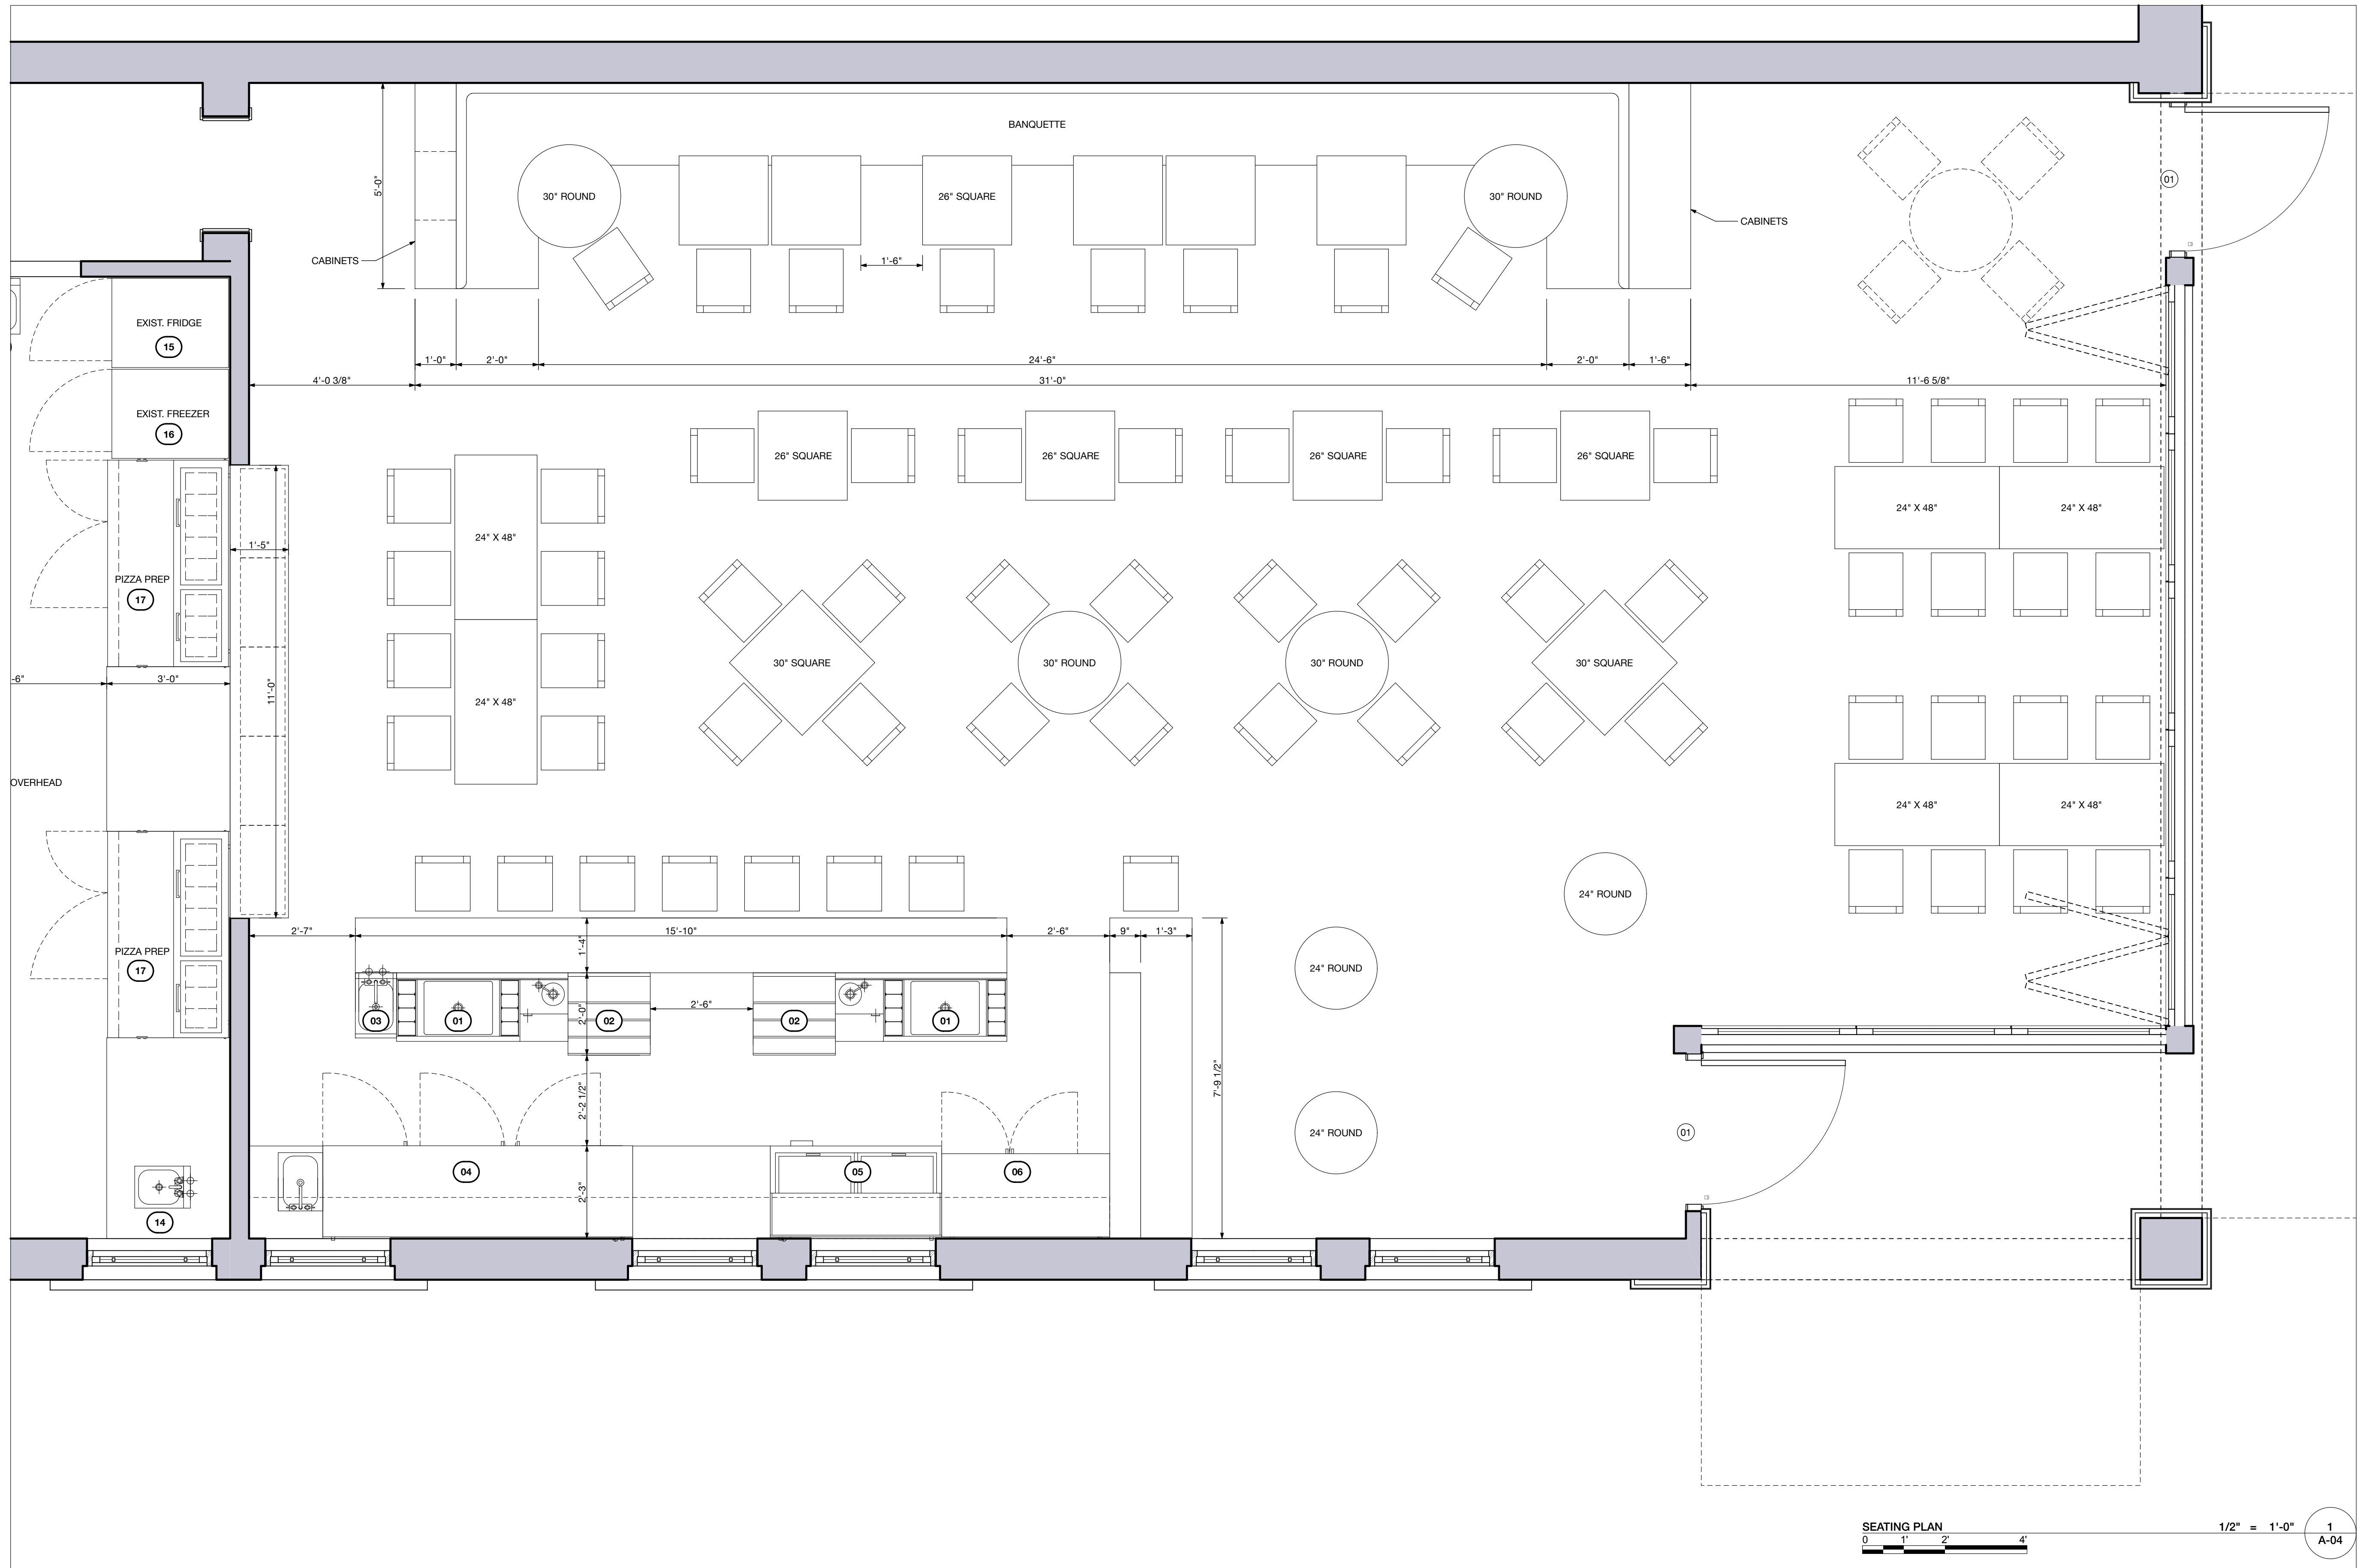 BANQUETTE
5'-0"
30" ROUND
26" SQUARE
30" ROUND
01
CABINETS
CABINETS
1'-6"
EXIST. FRIDGE
15
1'-0"
2'-0"
24'-6"
2'-0"
1'-6"
4'-0 3/8"
31'-0"
11'-6 5/8"
EXIST. FREEZER
16
26" SQUARE
26" SQUARE
26" SQUARE
26" SQUARE
24" X 48"
24" X 48"
24" X 48"
1'-5"
PIZZA PREP
17
30" SQUARE
30" ROUND
30" ROUND
30" SQUARE
-6"
3'-0"
11'-0"
24" X 48"
OVERHEAD
24" X 48"
24" X 48"
24" ROUND
2'-7"
15'-10"
2'-6"
9"
1'-3"
1'-4"
PIZZA PREP
17
24" ROUND
2'-6"
2'-0"
03
01
02
02
01
7'-9 1/2"
2'-2 1/2"
24" ROUND
01
04
05
06
2'-3"
14
SEATING PLAN
1/2" = 1'-0"
1
A-04
0 1' 2' 4'